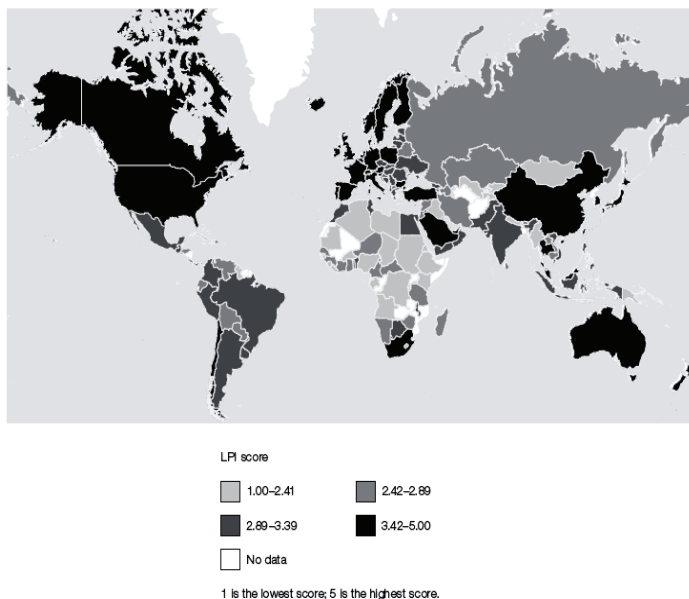 LPI score
1.00–2.41
2.42–2.89
2.89–3.39
3.42–5.00
No data
1 is the lowest score; 5 is the highest score.